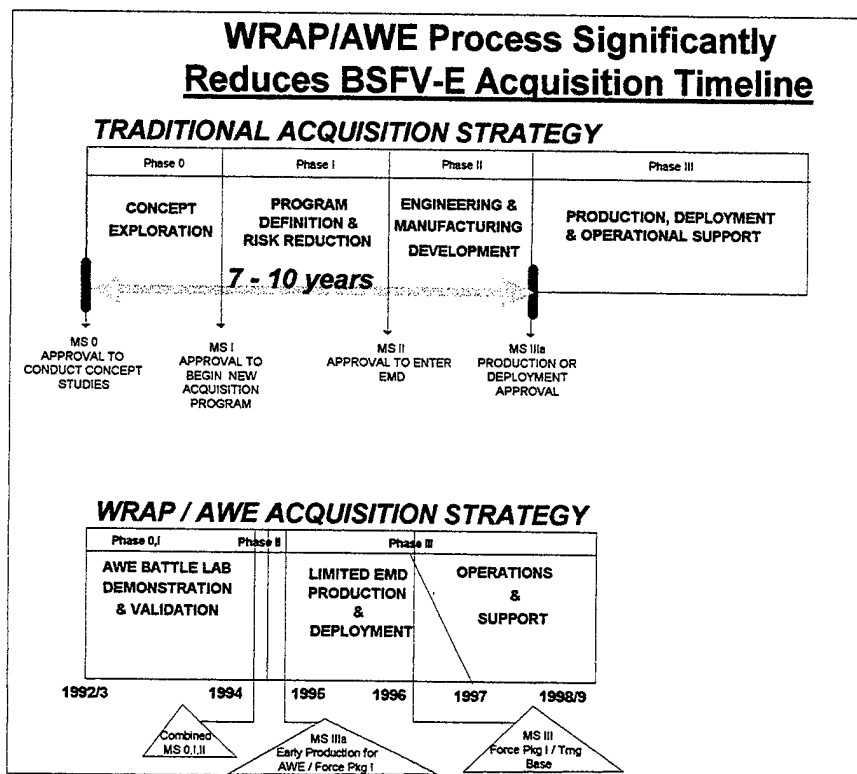 WRAP/AWE Process Significantly
Reduces BSFV-E Acquisition Timeline
TRADITIONAL ACQUISITION STRATEGY
Phase 0
Phase I
Phase II
Phase III
CONCEPT
EXPLORATION
PROGRAM
DEFINITION &
RISK REDUCTION
ENGINEERING &
MANUFACTURING
DEVELOPMENT
PRODUCTION, DEPLOYMENT
& OPERATIONAL SUPPORT
7 - 10 years
MS 0
APPROVAL TO
CONDUCT CONCEPT
STUDIES
MS I
APPROVAL TO
BEGIN NEW
ACQUISITION
PROGRAM
MS II
APPROVAL TO ENTER
EMD
MS IIIa
PRODUCTION OR
DEPLOYMENT
APPROVAL
WRAP / AWE ACQUISITION STRATEGY
Phase 0,I
Phase II
Phase III
AWE BATTLE LAB
DEMONSTRATION
& VALIDATION
LIMITED EMD
PRODUCTION
&
DEPLOYMENT
OPERATIONS
&
SUPPORT
1992/3
1994
1995
1996
1997
1998/9
Combined
MS 0,I,II
MS IIIa
Early Production for
AWE / Force Pkg I
MS III
Force Pkg I / Trng
Base